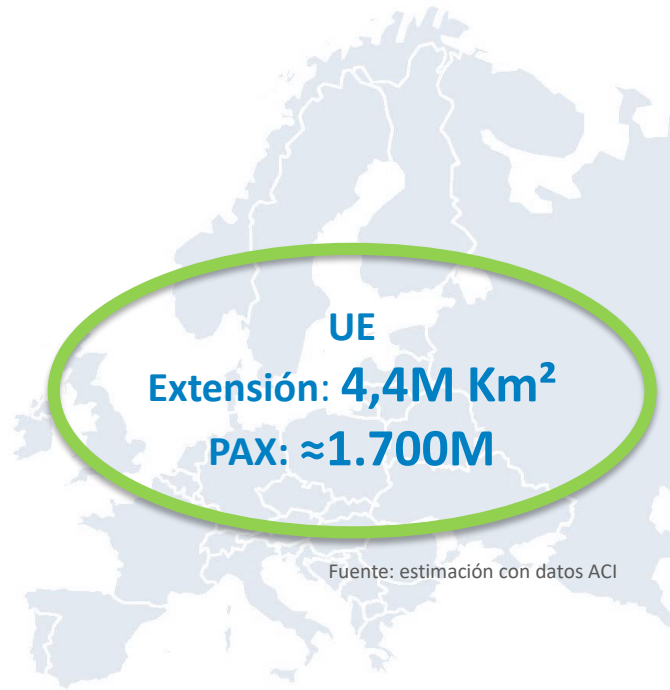 UE
Extensión: 4,4M Km²
PAX: ≈1.700M
Fuente: estimación con datos ACI